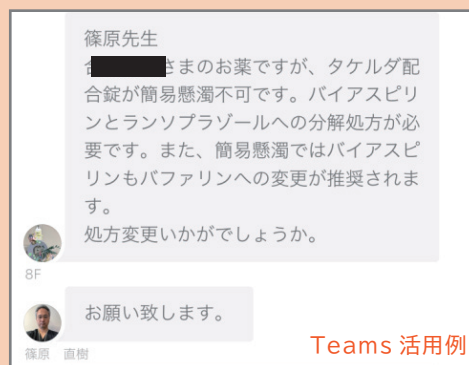 篠原先生
さまのお薬ですが、タケルダ配
合錠が簡易懸濁不可です。バイアスピリ
ンとランソプラゾールへの分解処方が必
要です。また、簡易懸濁ではバイアスピ
リンもバファリンへの変更が推奨されま
す。
処方変更いかがでしょうか。
8F
お願い致します。
篠原 直樹
Teams 活用例